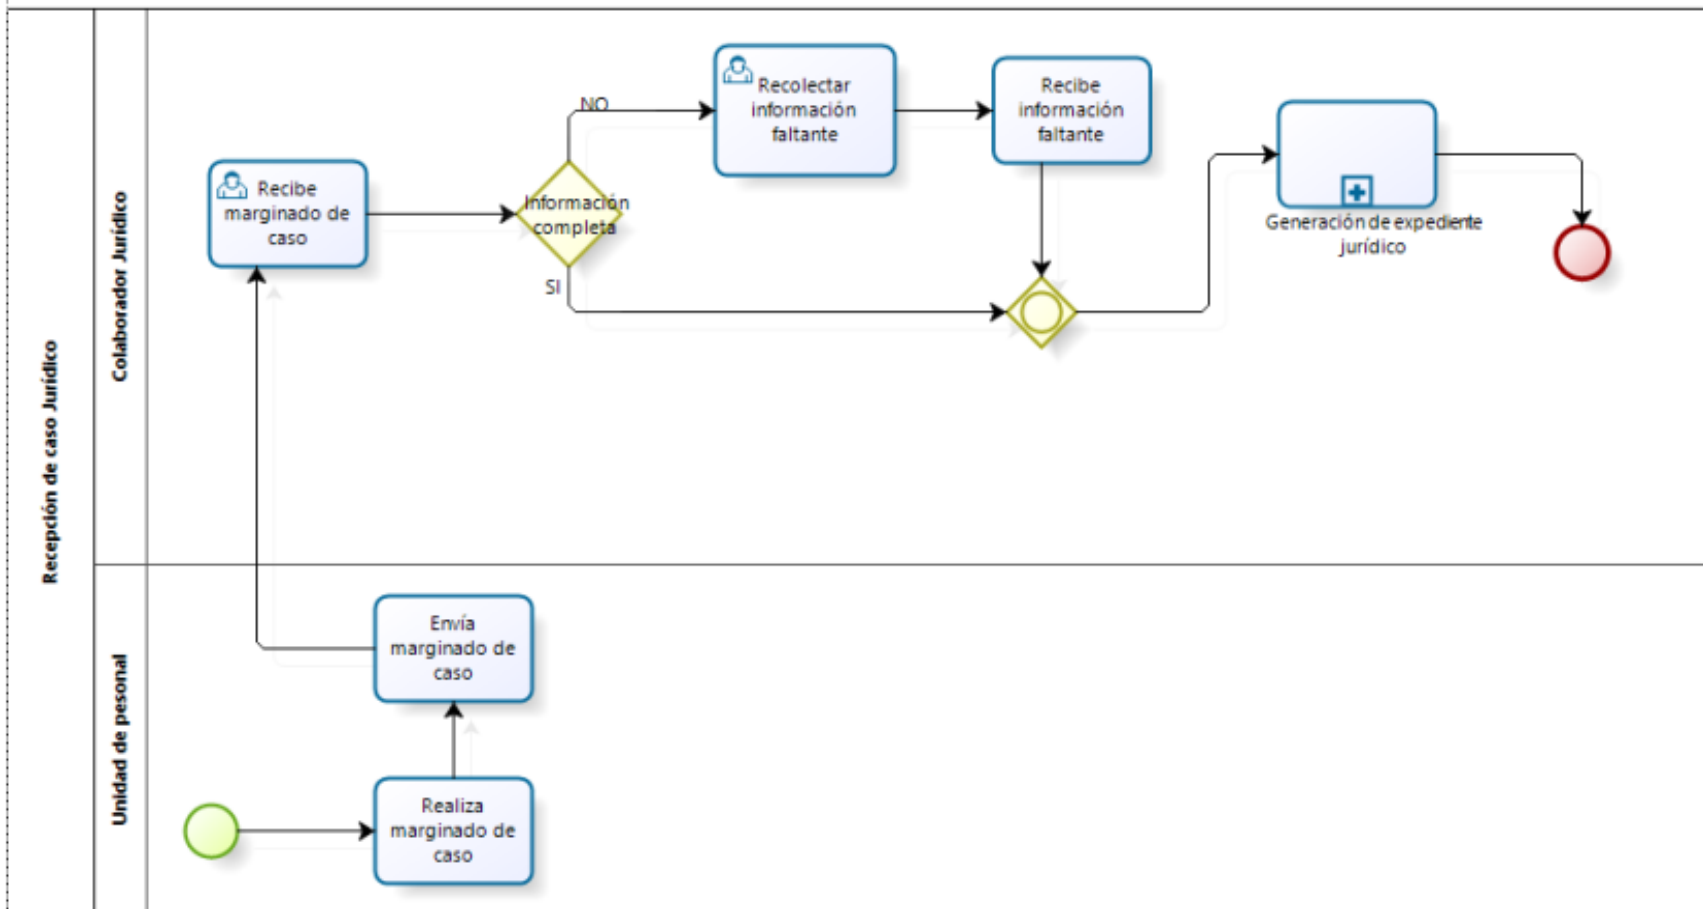 Recepción de caso Jurídico
Colaborador Jurídico
Recibe
marginado de
caso
Información
completa
NO
SI
Recolectar
información
faltante
Recibe
información
faltante
Generación de expediente
jurídico
Unidad de pesonal
Envía
marginado de
caso
Realiza
marginado de
caso